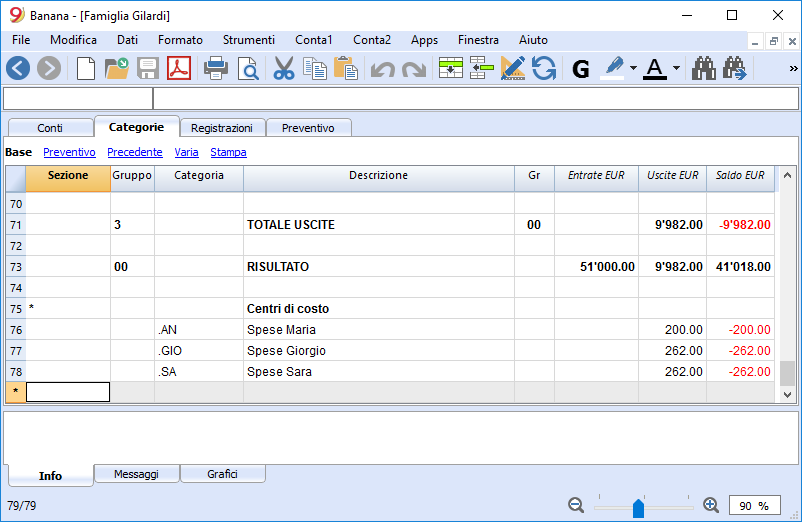 Banana - [Famiglia Gilardi]
File Modifica Dati Formato Strumenti Conta1 Conta2 Apps Finestra Aiuto
G A »
Conti Categorie Registrazioni Preventivo
Base Preventivo Precedente Varia Stampa
Sezione Gruppo Categoria Descrizione Gr Entrate EUR Uscite EUR Saldo EUR
70
71 3 TOTALE USCITE 00 9'982.00 -9'982.00
72
73 00 RISULTATO 51'000.00 9'982.00 41'018.00
74
75 * Centri di costo
76 .AN Spese Maria 200.00 -200.00
77 .GIO Spese Giorgio 262.00 -262.00
78 .SA Spese Sara 262.00 -262.00
*
Info Messaggi Grafici
79/79 90 %